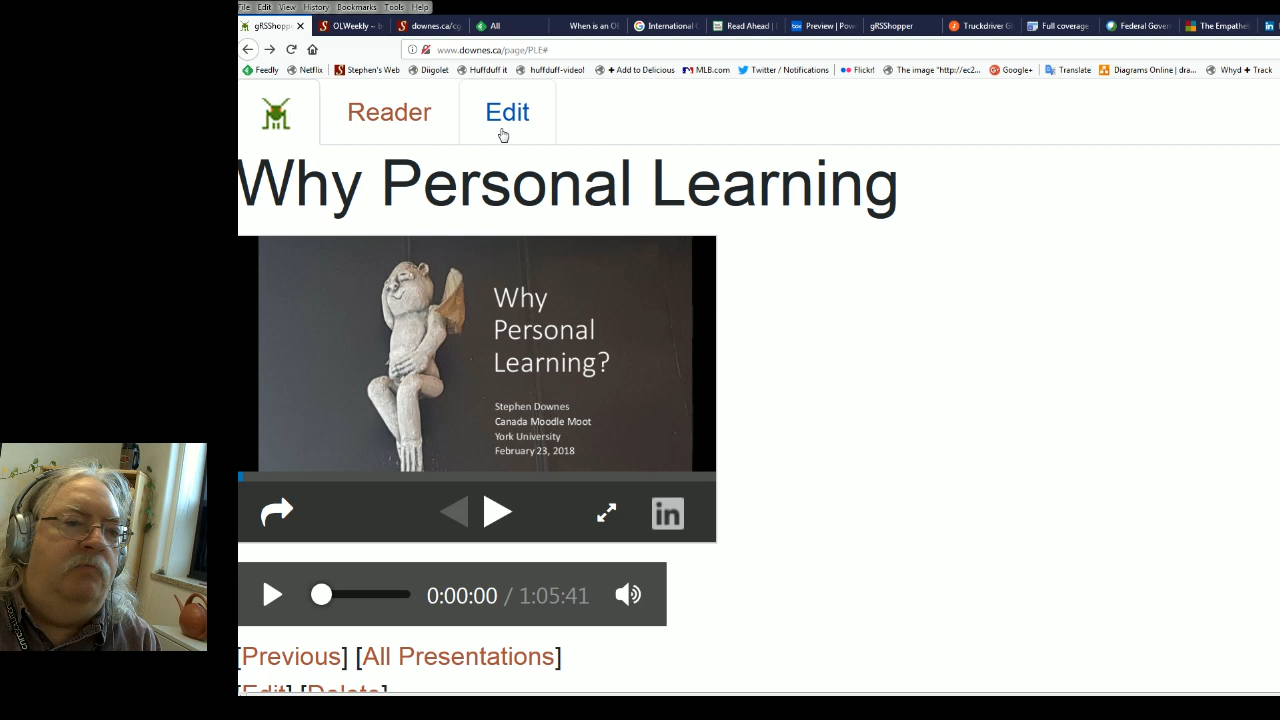 File Edit View History Bookmarks Tools Help
gRSShopp× OLWeekly ~ b downes.ca/cg All When is an OE International Read Ahead | Preview | Pow gRSShopper Truckdriver Full coverage Federal Gover The Empathe
www.downes.ca/page/PLE#
Feedly Netflix Stephen's Web Diigolet Huffduff it huffduff-video! + Add to Delicious MLB.com Twitter / Notifications Flickr! The image "http://ec2... Google+ Translate Diagrams Online | dra... Whyd + Track
Reader Edit
Why Personal Learning
Why
Personal
Learning?
Stephen Downes
Canada Moodle Moot
York University
February 23, 2018
in
0:00:00 / 1:05:41
[Previous] [All Presentations]
[Edit] [Delete]